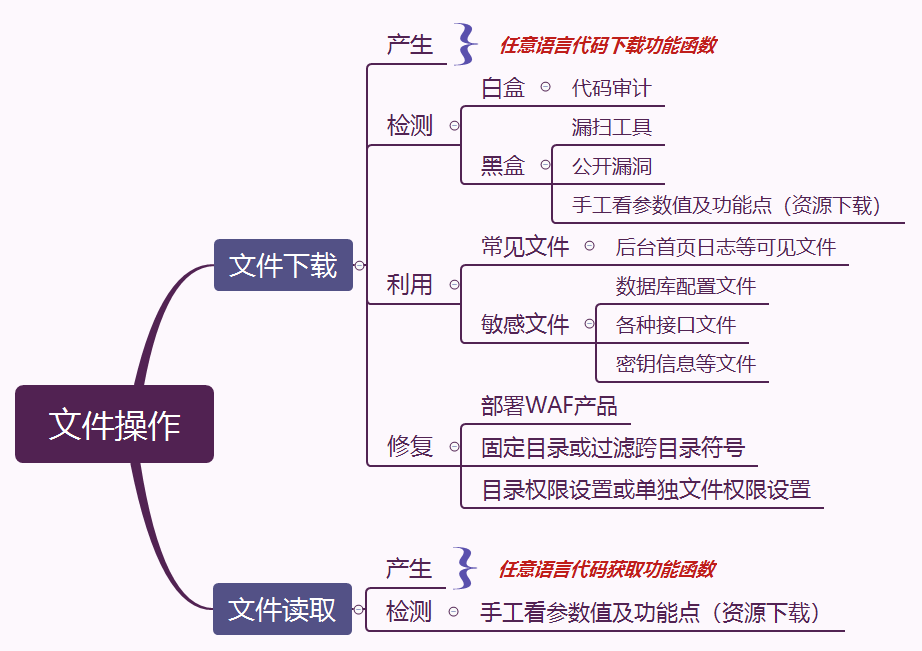 产生
任意语言代码下载功能函数
白盒
代码审计
检测
漏扫工具
黑盒
公开漏洞
手工看参数值及功能点（资源下载）
文件下载
常见文件
后台首页日志等可见文件
利用
数据库配置文件
敏感文件
各种接口文件
密钥信息等文件
文件操作
部署WAF产品
修复
固定目录或过滤跨目录符号
目录权限设置或单独文件权限设置
产生
任意语言代码获取功能函数
文件读取
检测
手工看参数值及功能点（资源下载）